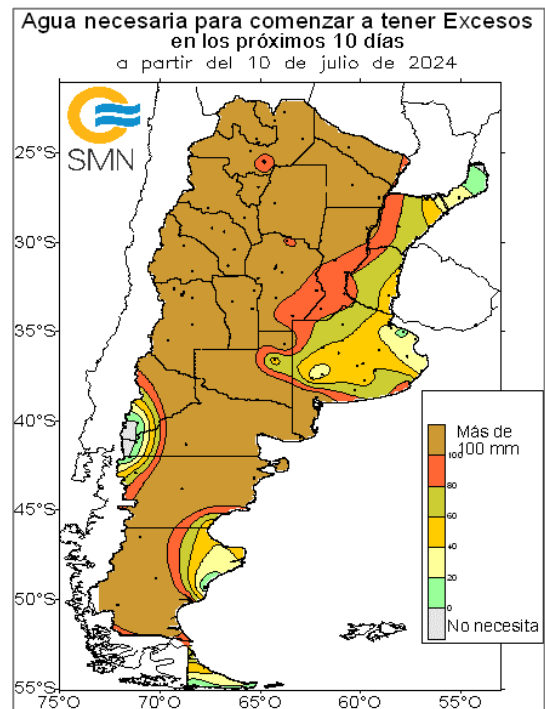 Agua necesaria para comenzar a tener Excesos
en los próximos 10 días
a partir del 10 de julio de 2024
SMN
25°S
30°S
35°S
40°S
45°S
50°S
55°S
75°O
70°O
65°O
60°O
55°O
Más de
100 mm
100
80
60
40
20
0
No necesita